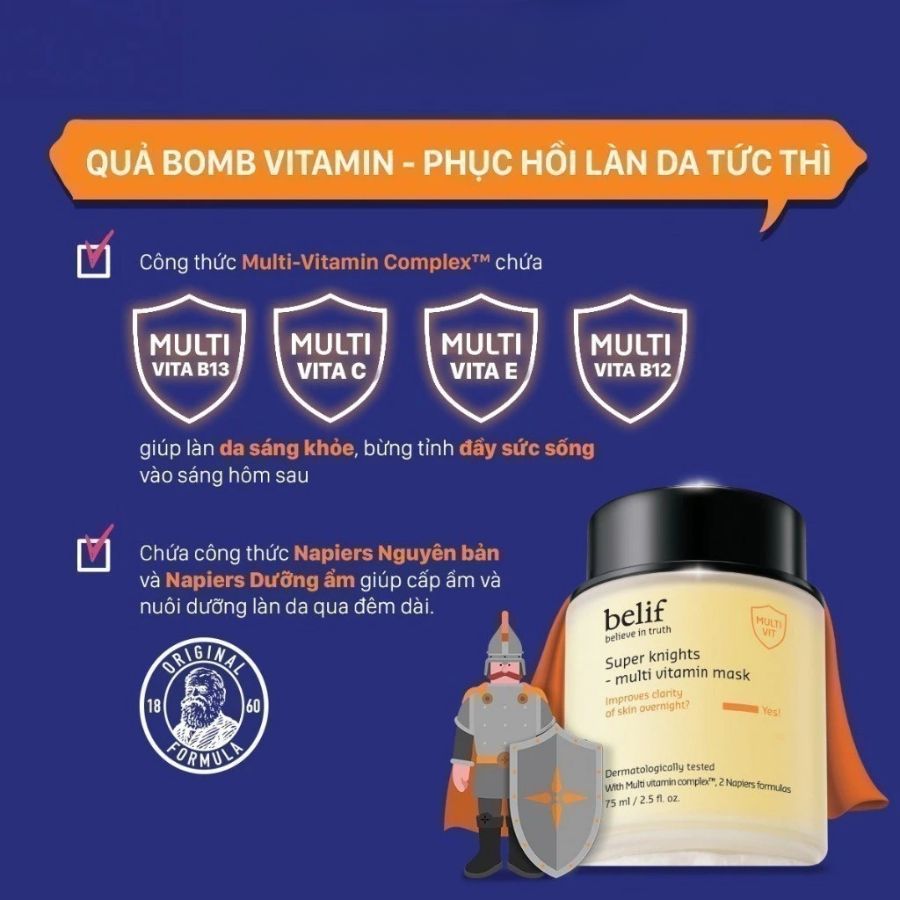 QUẢ BOMB VITAMIN - PHỤC HỒI LÀN DA TỨC THÌ
Công thức Multi-Vitamin Complex™ chứa
MULTI
VITA B13
MULTI
VITA C
MULTI
VITA E
MULTI
VITA B12
giúp làn da sáng khỏe, bừng tỉnh đầy sức sống
vào sáng hôm sau
Chứa công thức Napiers Nguyên bản
và Napiers Dưỡng ẩm giúp cấp ẩm và
nuôi dưỡng làn da qua đêm dài.
ORIGINAL
18 60
FORMULA
belif
believe in truth
MULTI
VIT
Super knights
- multi vitamin mask
Improves clarity
of skin overnight?
Yes!
Dermatologically tested
With Multi vitamin complex™, 2 Napiers formulas
75 ml / 2.5 fl. oz.